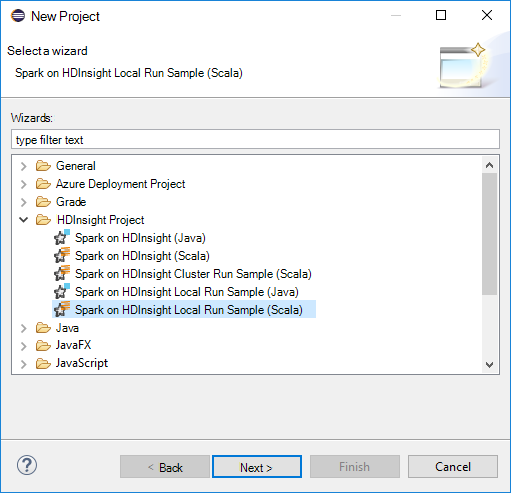 New Project
Select a wizard
Spark on HDInsight Local Run Sample (Scala)
Wizards:
type filter text
General
Azure Deployment Project
Grade
HDInsight Project
Spark on HDInsight (Java)
Spark on HDInsight (Scala)
Spark on HDInsight Cluster Run Sample (Scala)
Spark on HDInsight Local Run Sample (Java)
Spark on HDInsight Local Run Sample (Scala)
Java
JavaFX
JavaScript
? < Back Next > Finish Cancel